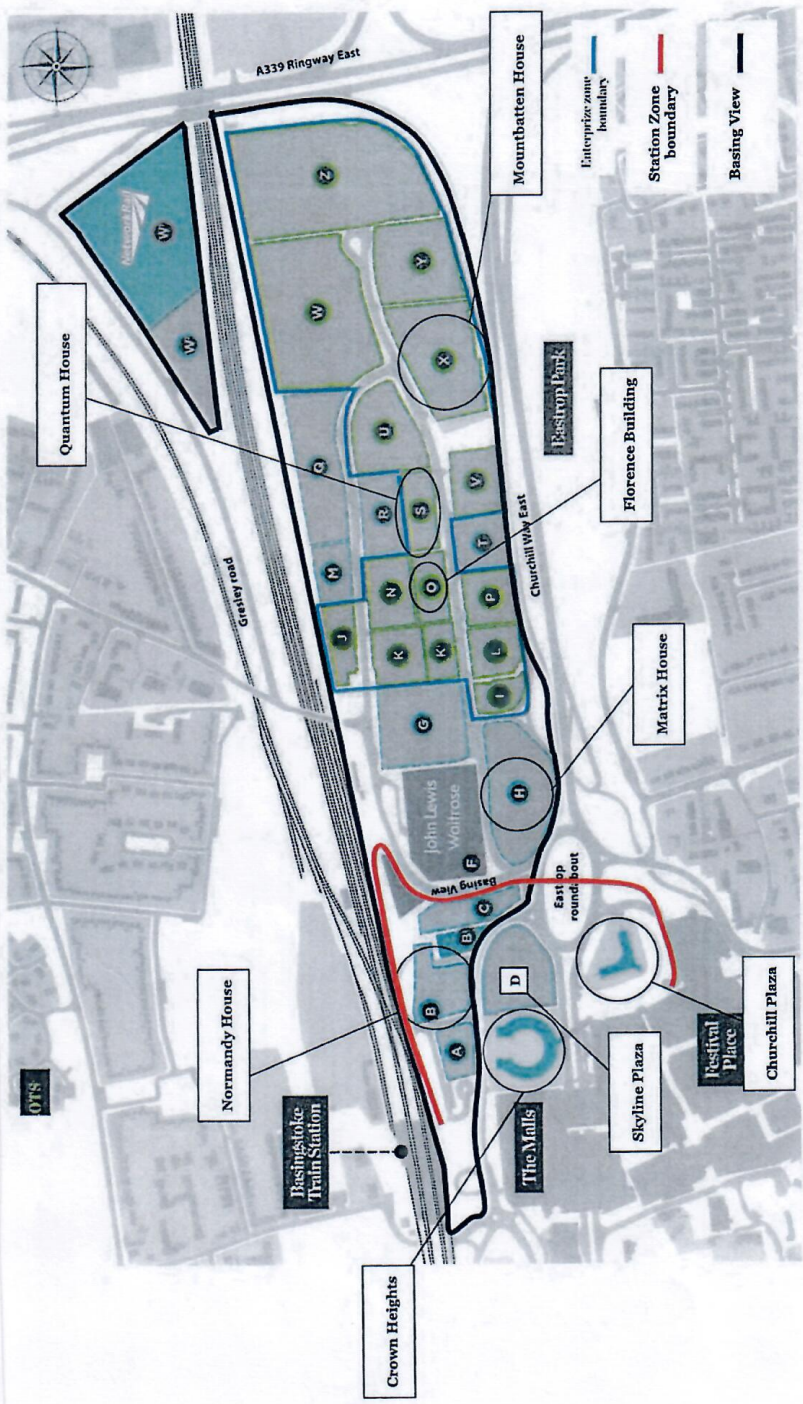 OTS
Basingstoke
Train Station
Normandy House
Quantum House
Crown Heights
Gresley road
A339 Ringway East
NetworkRail
W
W
A
B
B
C
D
F
Basing View
John Lewis
Waitrose
G
H
I
J
K
K
L
M
N
O
P
Q
R
S
T
U
V
W
X
Y
Z
The Malls
Eastrop
roundabout
Churchill Way East
Eastrop Park
Skyline Plaza
Festival
Place
Churchill Plaza
Matrix House
Florence Building
Mountbatten House
Enterprize zone
boundary
Station Zone
boundary
Basing View